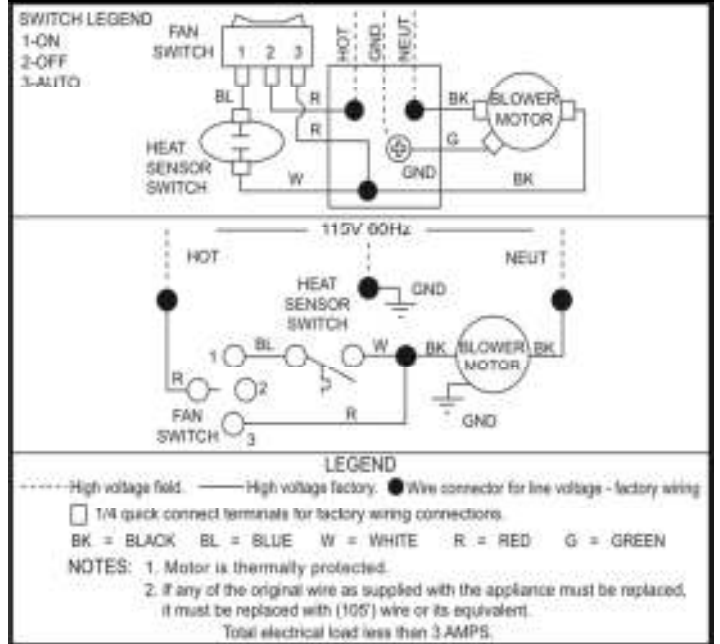 SWITCH LEGEND
1-ON
2-OFF
3-AUTO
FAN
SWITCH
1 2 3
HOT
GND
NEUT
BL
R
R
W
HEAT
SENSOR
SWITCH
GND
BK
G
BK
BLOWER
MOTOR
115V 60Hz
HOT
NEUT
HEAT
SENSOR
SWITCH
GND
1
BL
W
BK
BLOWER
MOTOR
BK
R
2
FAN
SWITCH
3
R
GND
LEGEND
High voltage field. High voltage factory. Wire connector for line voltage - factory wiring
1/4 quick connect terminals for factory wiring connections.
BK = BLACK BL = BLUE W = WHITE R = RED G = GREEN
NOTES: 1. Motor is thermally protected.
2. If any of the original wire as supplied with the appliance must be replaced,
it must be replaced with (105°) wire or its equivalent.
Total electrical load less than 3 AMPS.